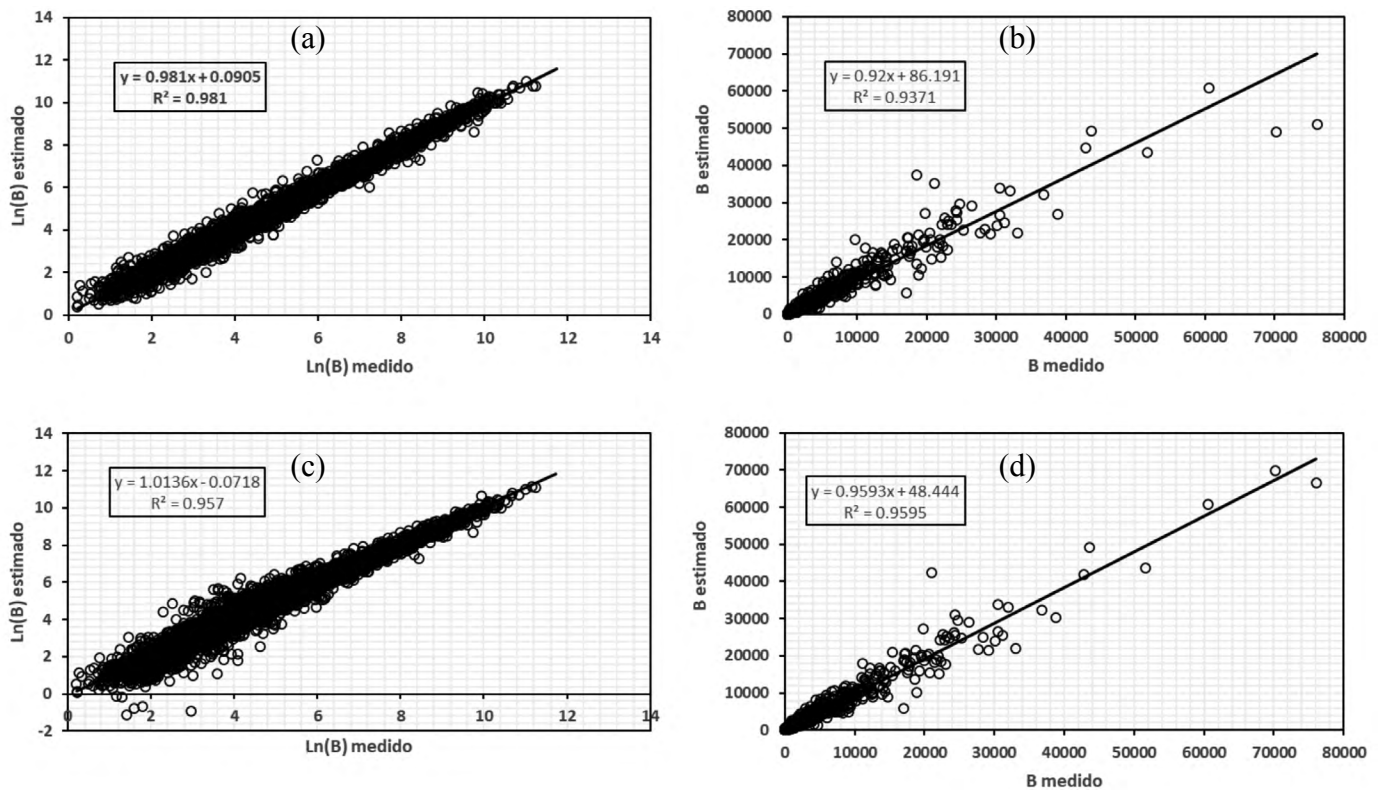 (a)
y = 0.981x + 0.0905
R² = 0.981
Ln(B) estimado
14
12
10
8
6
4
2
0
0 2 4 6 8 10 12 14
Ln(B) medido
(b)
y = 0.92x + 86.191
R² = 0.9371
B estimado
80000
70000
60000
50000
40000
30000
20000
10000
0
0 10000 20000 30000 40000 50000 60000 70000 80000
B medido
(c)
y = 1.0136x - 0.0718
R² = 0.957
Ln(B) estimado
14
12
10
8
6
4
2
0
-2
0 2 4 6 8 10 12 14
Ln(B) medido
(d)
y = 0.9593x + 48.444
R² = 0.9595
B estimado
80000
70000
60000
50000
40000
30000
20000
10000
0
0 10000 20000 30000 40000 50000 60000 70000 80000
B medido